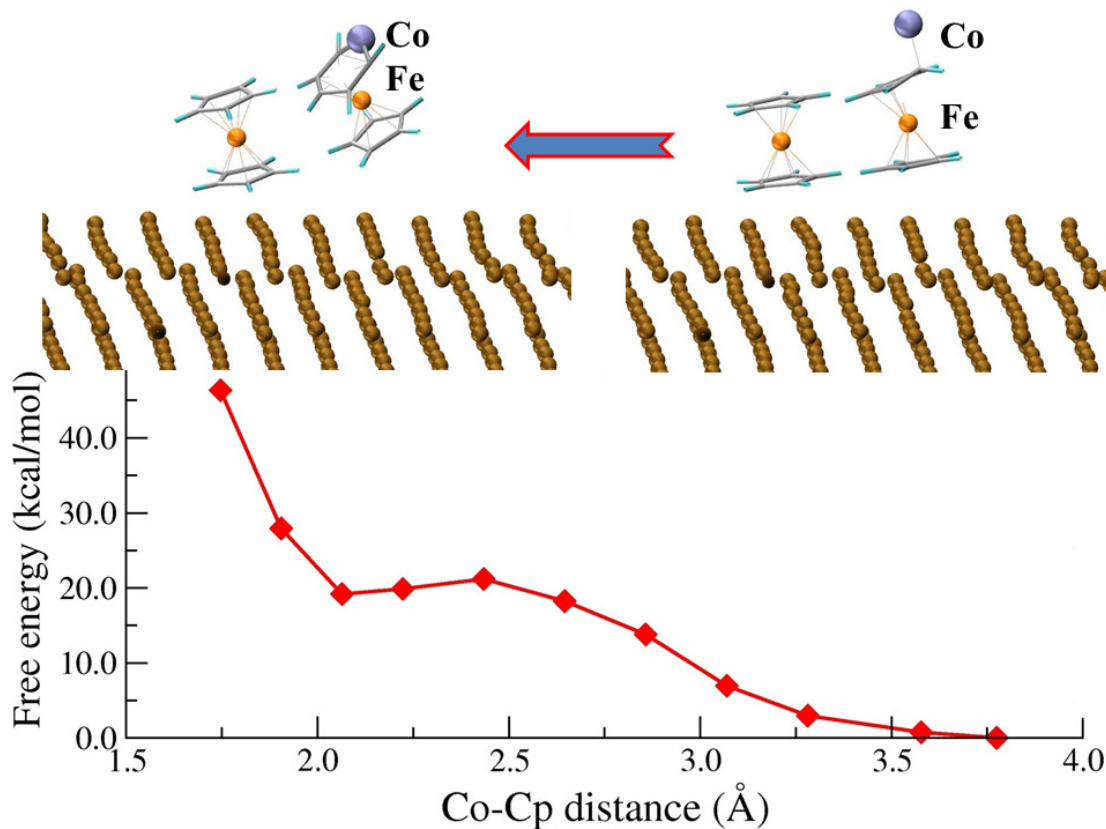 Co
Fe
Co
Fe
Free energy (kcal/mol)
40.0
30.0
20.0
10.0
0.0
1.5 2.0 2.5 3.0 3.5 4.0
Co-Cp distance (Å)